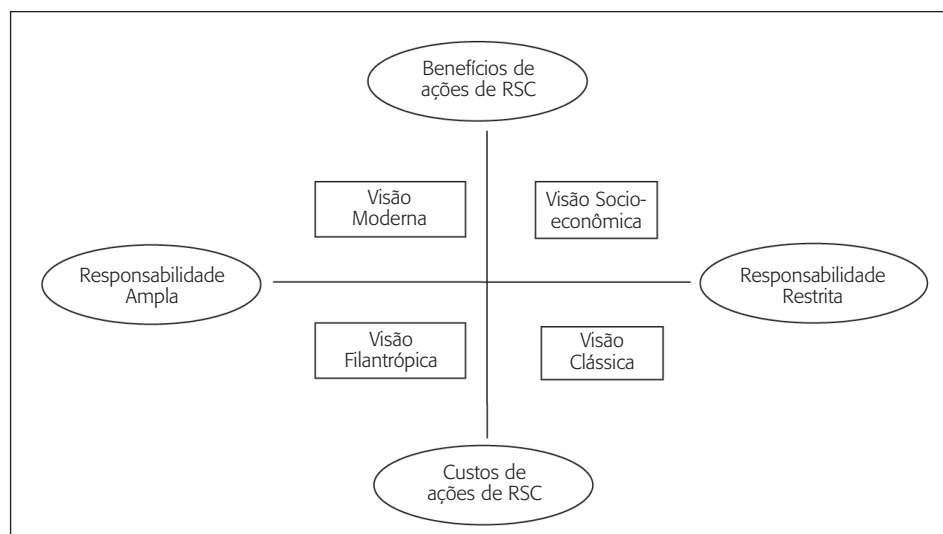 Benefícios de
ações de RSC
Visão
Moderna
Visão Socio-
econômica
Responsabilidade
Ampla
Responsabilidade
Restrita
Visão
Filantrópica
Visão
Clássica
Custos de
ações de RSC